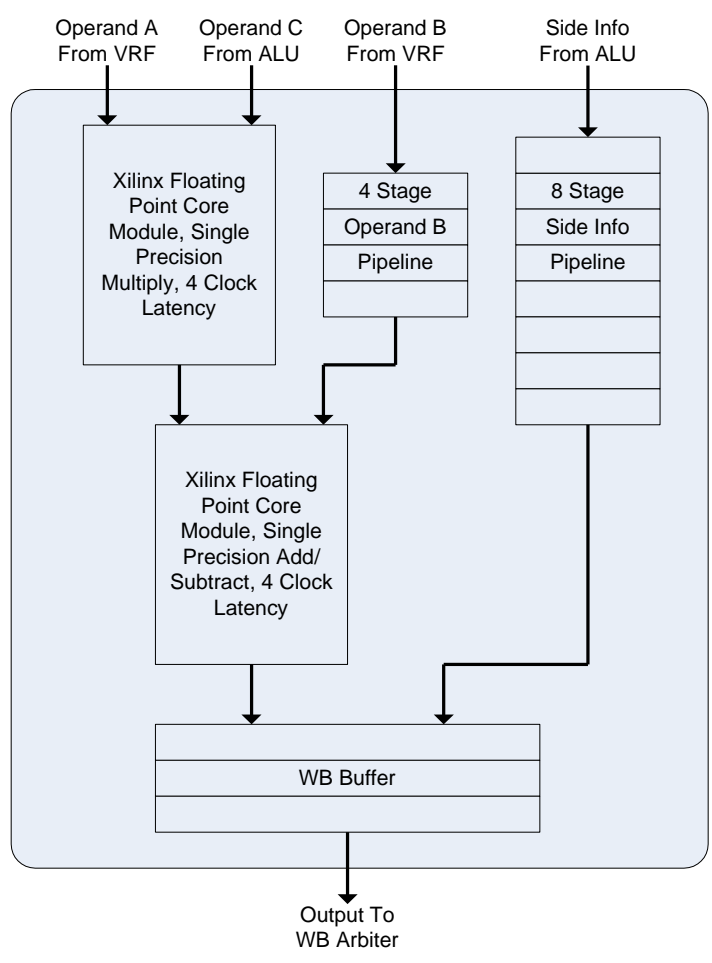 Operand A
From VRF
Operand C
From ALU
Operand B
From VRF
Side Info
From ALU
Xilinx Floating
Point Core
Module, Single
Precision
Multiply, 4 Clock
Latency
4 Stage
Operand B
Pipeline
8 Stage
Side Info
Pipeline
Xilinx Floating
Point Core
Module, Single
Precision Add/
Subtract, 4 Clock
Latency
WB Buffer
Output To
WB Arbiter